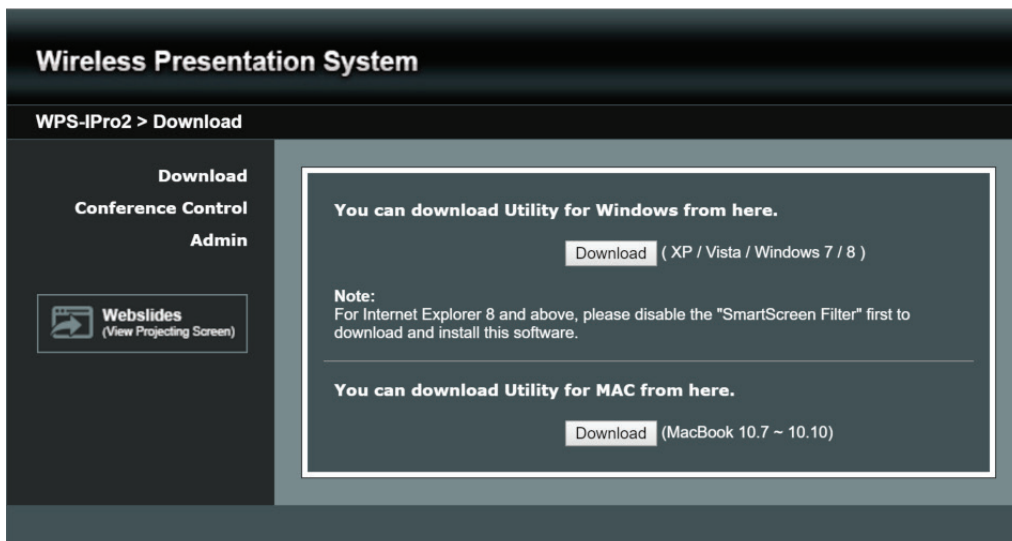 Wireless Presentation System
WPS-IPro2 > Download
Download
Conference Control
Admin
Webslides
(View Projecting Screen)
You can download Utility for Windows from here.
Download ( XP / Vista / Windows 7 / 8 )
Note:
For Internet Explorer 8 and above, please disable the "SmartScreen Filter" first to
download and install this software.
You can download Utility for MAC from here.
Download (MacBook 10.7 ~ 10.10)